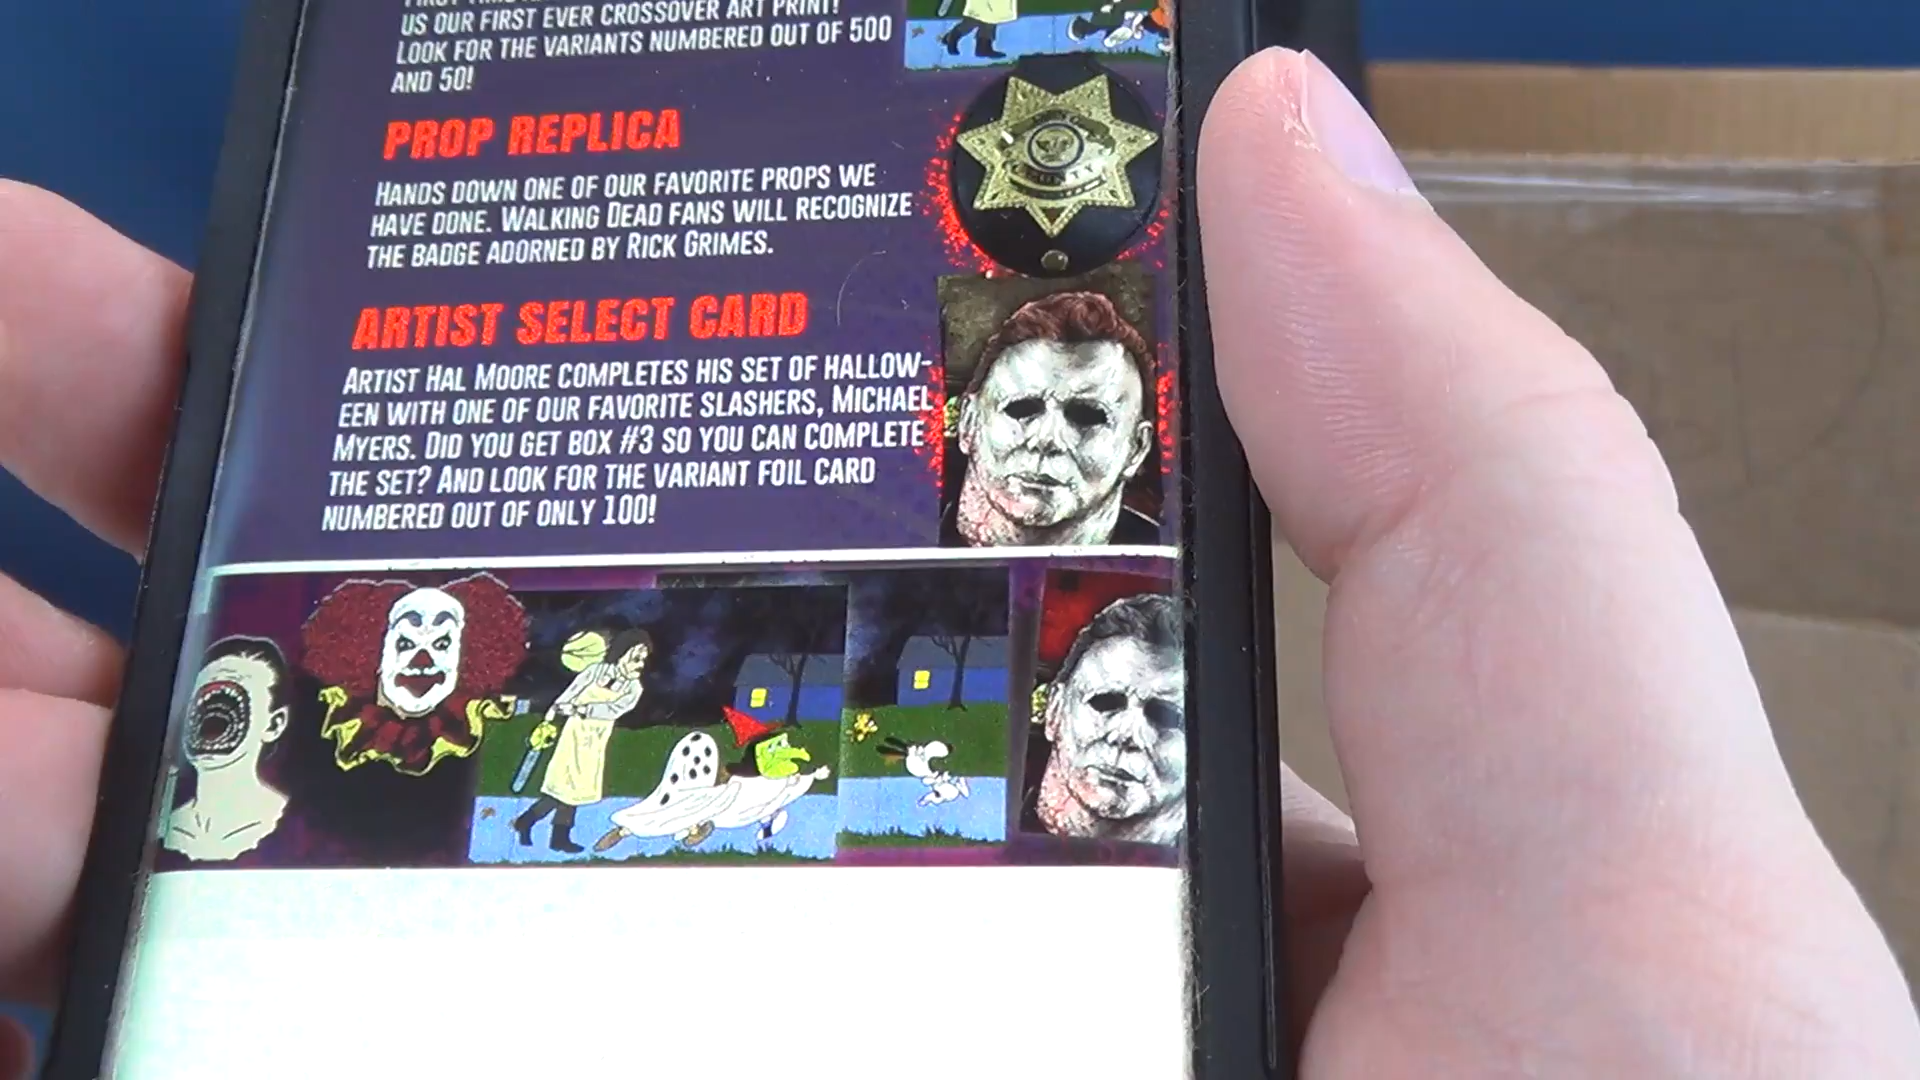 US OUR FIRST EVER CROSSOVER ART PRINT!
LOOK FOR THE VARIANTS NUMBERED OUT OF 500
AND 50!
PROP REPLICA
HANDS DOWN ONE OF OUR FAVORITE PROPS WE
HAVE DONE. WALKING DEAD FANS WILL RECOGNIZE
THE BADGE ADORNED BY RICK GRIMES.
ARTIST SELECT CARD
ARTIST HAL MOORE COMPLETES HIS SET OF HALLOW-
EEN WITH ONE OF OUR FAVORITE SLASHERS, MICHAEL
MYERS. DID YOU GET BOX #3 SO YOU CAN COMPLETE
THE SET? AND LOOK FOR THE VARIANT FOIL CARD
NUMBERED OUT OF ONLY 100!